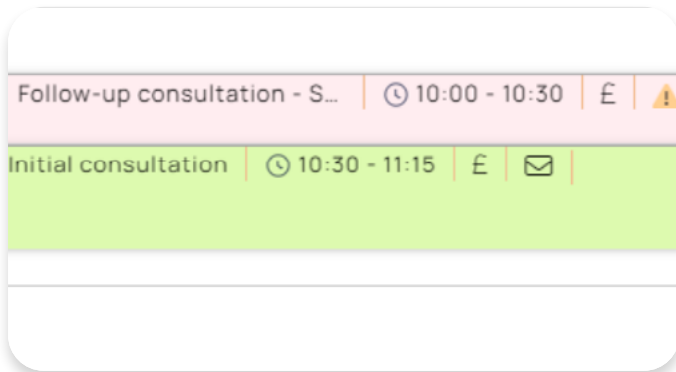 Follow-up consultation - S... 10:00 - 10:30 £
Initial consultation 10:30 - 11:15 £